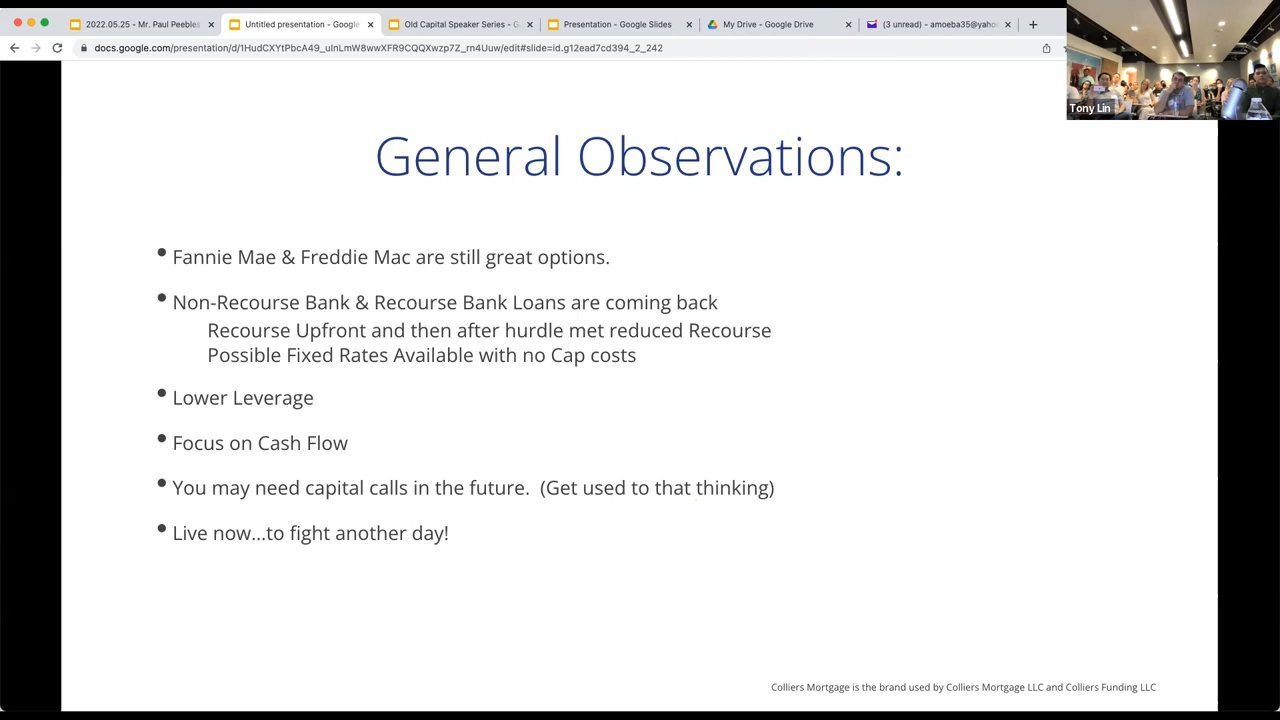 2022.05.25 - Mr. Paul Peebles
Untitled presentation - Google
Old Capital Speaker Series - G
Presentation - Google Slides
My Drive - Google Drive
(3 unread) - amoeba35@yaho
docs.google.com/presentation/d/1HudCXYtPbcA49_uInLmW8wwXFR9CQQXwzp7Z_rn4Uuw/edit#slide=id.g12ead7cd394_2_242
Tony Lin
General Observations:
• Fannie Mae & Freddie Mac are still great options.
• Non-Recourse Bank & Recourse Bank Loans are coming back
Recourse Upfront and then after hurdle met reduced Recourse
Possible Fixed Rates Available with no Cap costs
• Lower Leverage
• Focus on Cash Flow
• You may need capital calls in the future.  (Get used to that thinking)
• Live now...to fight another day!
Colliers Mortgage is the brand used by Colliers Mortgage LLC and Colliers Funding LLC